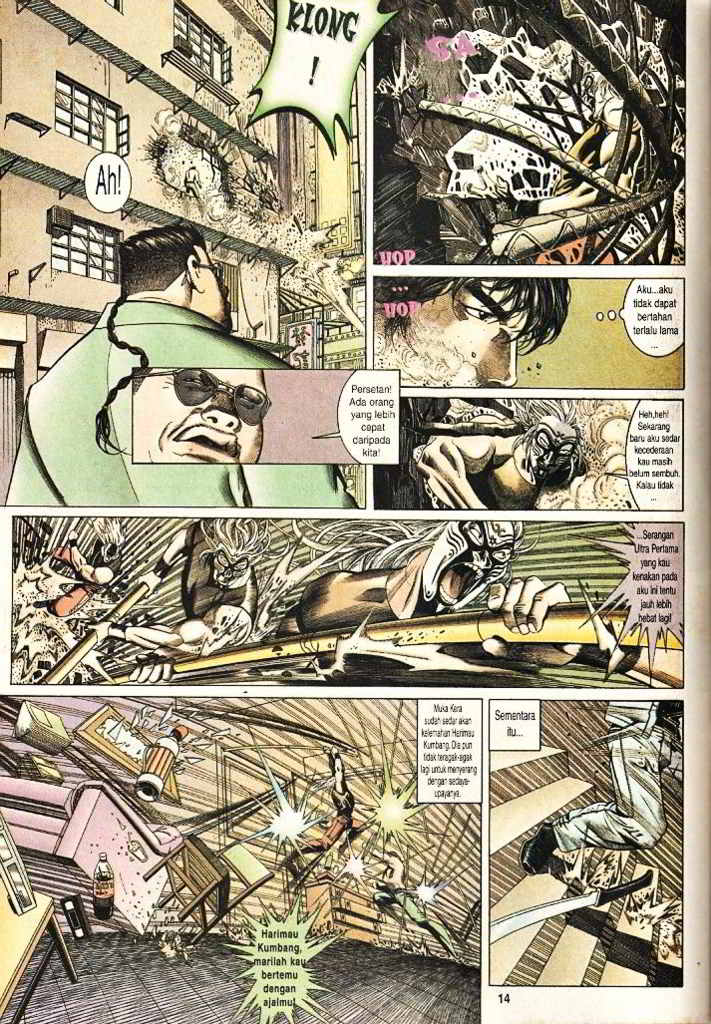 KLONG
!
Ah!
SA
...
HOP
...
HOP
Aku...aku
tidak dapat
bertahan
terlalu lama
...
Persetan!
Ada orang
yang lebih
cepat
daripada
kita!
Heh,heh!
Sekarang
baru aku sedar
kecederaan
kau masih
belum sembuh.
Kalau tidak
...
...Serangan
Ultra Pertama
yang kau
kenakan pada
aku ini tentu
jauh lebih
hebat lagi!
Muka Kera
sudah sedar akan
kelemahan Harimau
Kumbang. Dia pun
tidak teragak-agak
lagi untuk menyerang
dengan sedaya-
upayanya.
Sementara
itu...
Harimau
Kumbang,
marilah kau
bertemu
dengan
ajalmu!
14